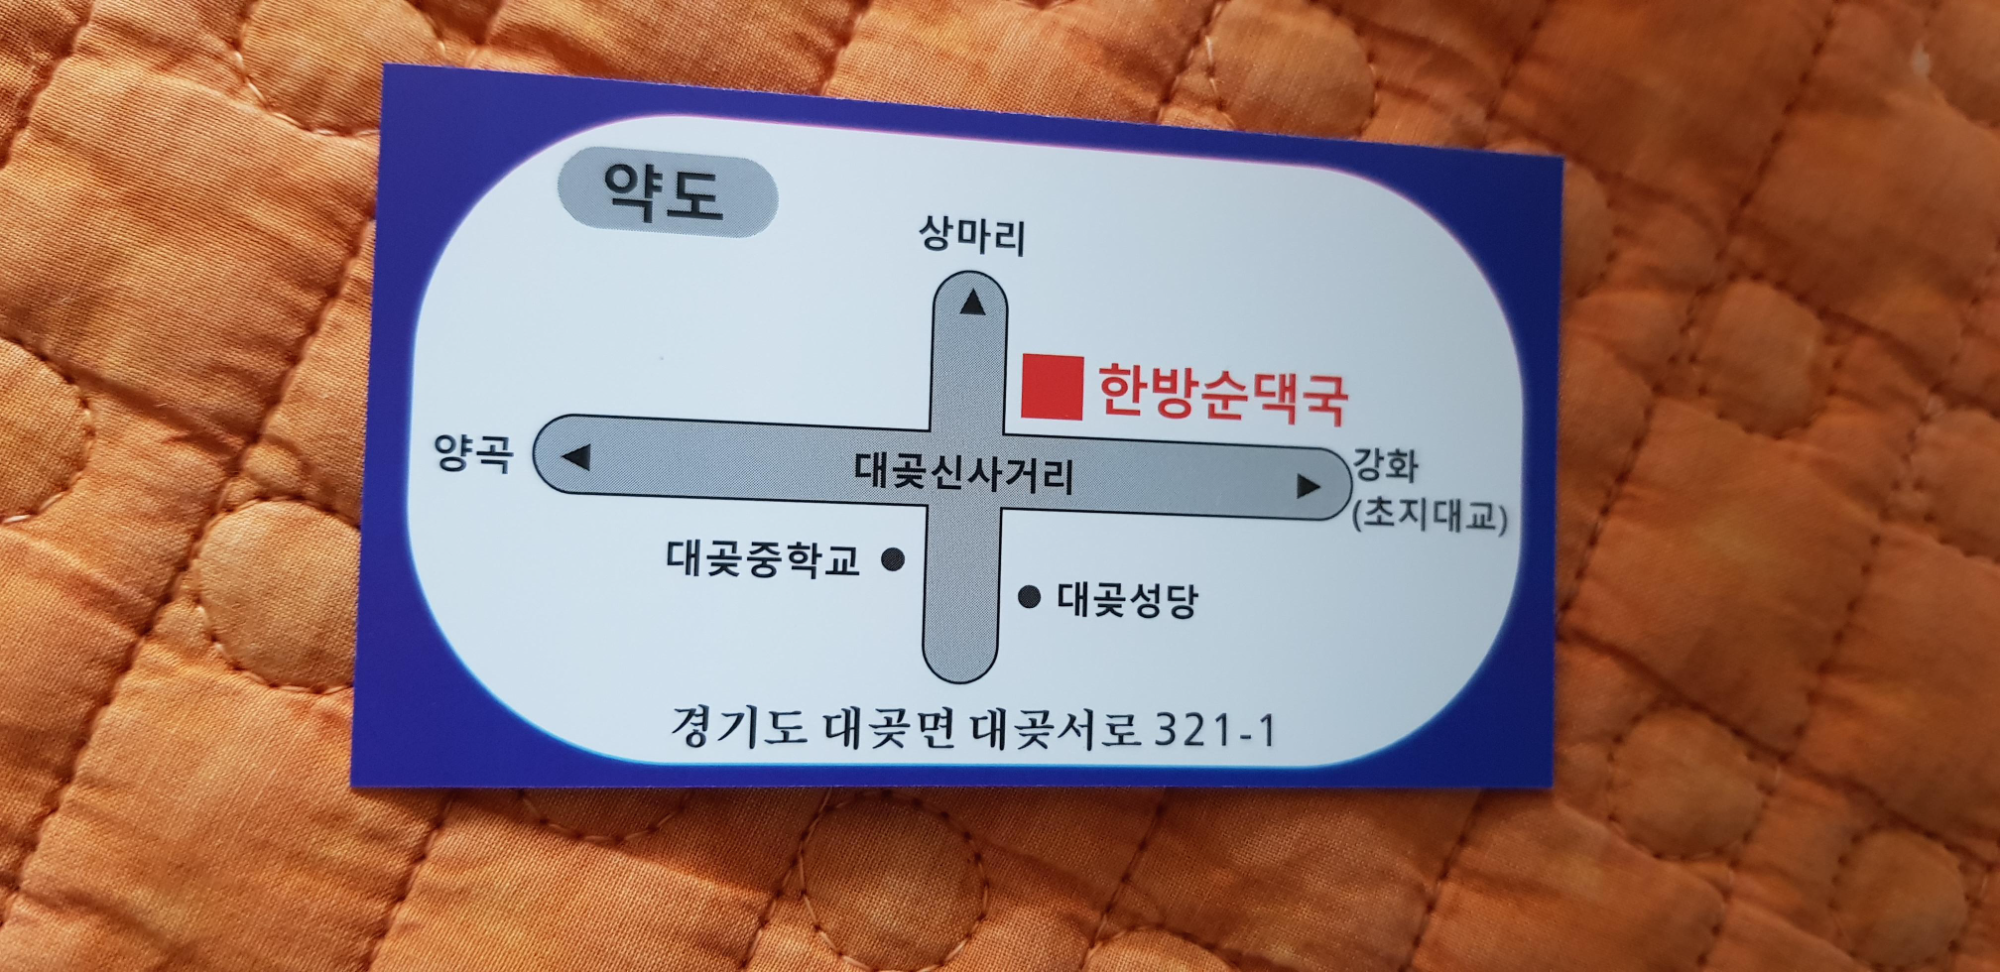 약도
상마리
한방순댁국
양곡
대곶신사거리
강화
(초지대교)
대곶중학교
대곶성당
경기도 대곶면 대곶서로 321-1